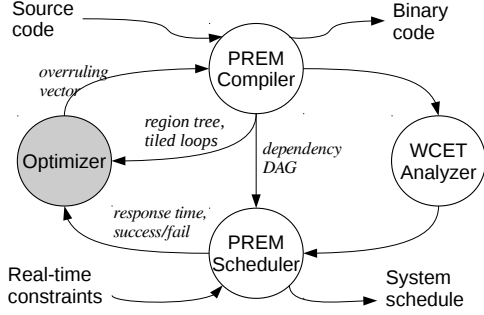 Source
code
Binary
code
PREM
Compiler
overruling
vector
region tree,
tiled loops
dependency
DAG
Optimizer
WCET
Analyzer
response time,
success/fail
PREM
Scheduler
Real-time
constraints
System
schedule